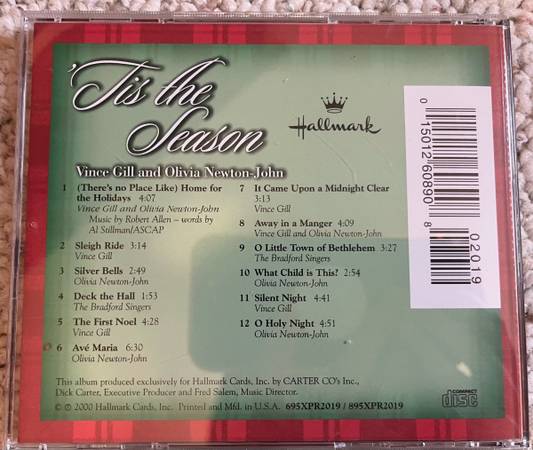 'Tis the
Season
Hallmark
Vince Gill and Olivia Newton-John
1 (There's no Place Like) Home for
the Holidays 4:07
Vince Gill and Olivia Newton-John
Music by Robert Allen – words by
Al Stillman/ASCAP
2 Sleigh Ride 3:14
Vince Gill
3 Silver Bells 2:49
Olivia Newton-John
4 Deck the Hall 1:53
The Bradford Singers
5 The First Noel 4:28
Vince Gill
6 Avé Maria 6:30
Olivia Newton-John
7 It Came Upon a Midnight Clear
3:13
Vince Gill
8 Away in a Manger 4:09
Vince Gill and Olivia Newton-John
9 O Little Town of Bethlehem 3:27
The Bradford Singers
10 What Child is This? 2:54
Olivia Newton-John
11 Silent Night 4:41
Vince Gill
12 O Holy Night 4:51
Olivia Newton-John
0 15012 60890 8
02019
This album produced exclusively for Hallmark Cards, Inc. by CARTER CO's Inc.,
Dick Carter, Executive Producer and Fred Salem, Music Director.
© ℗ 2000 Hallmark Cards, Inc. Printed and Mfd. in U.S.A. 695XPR2019 / 895XPR2019
COMPACT
disc